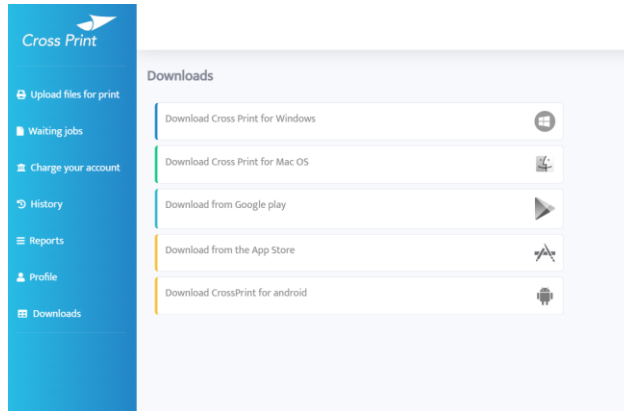 Cross Print
Upload files for print
Waiting jobs
Charge your account
History
Reports
Profile
Downloads
Downloads
Download Cross Print for Windows
Download Cross Print for Mac OS
Download from Google play
Download from the App Store
Download CrossPrint for android